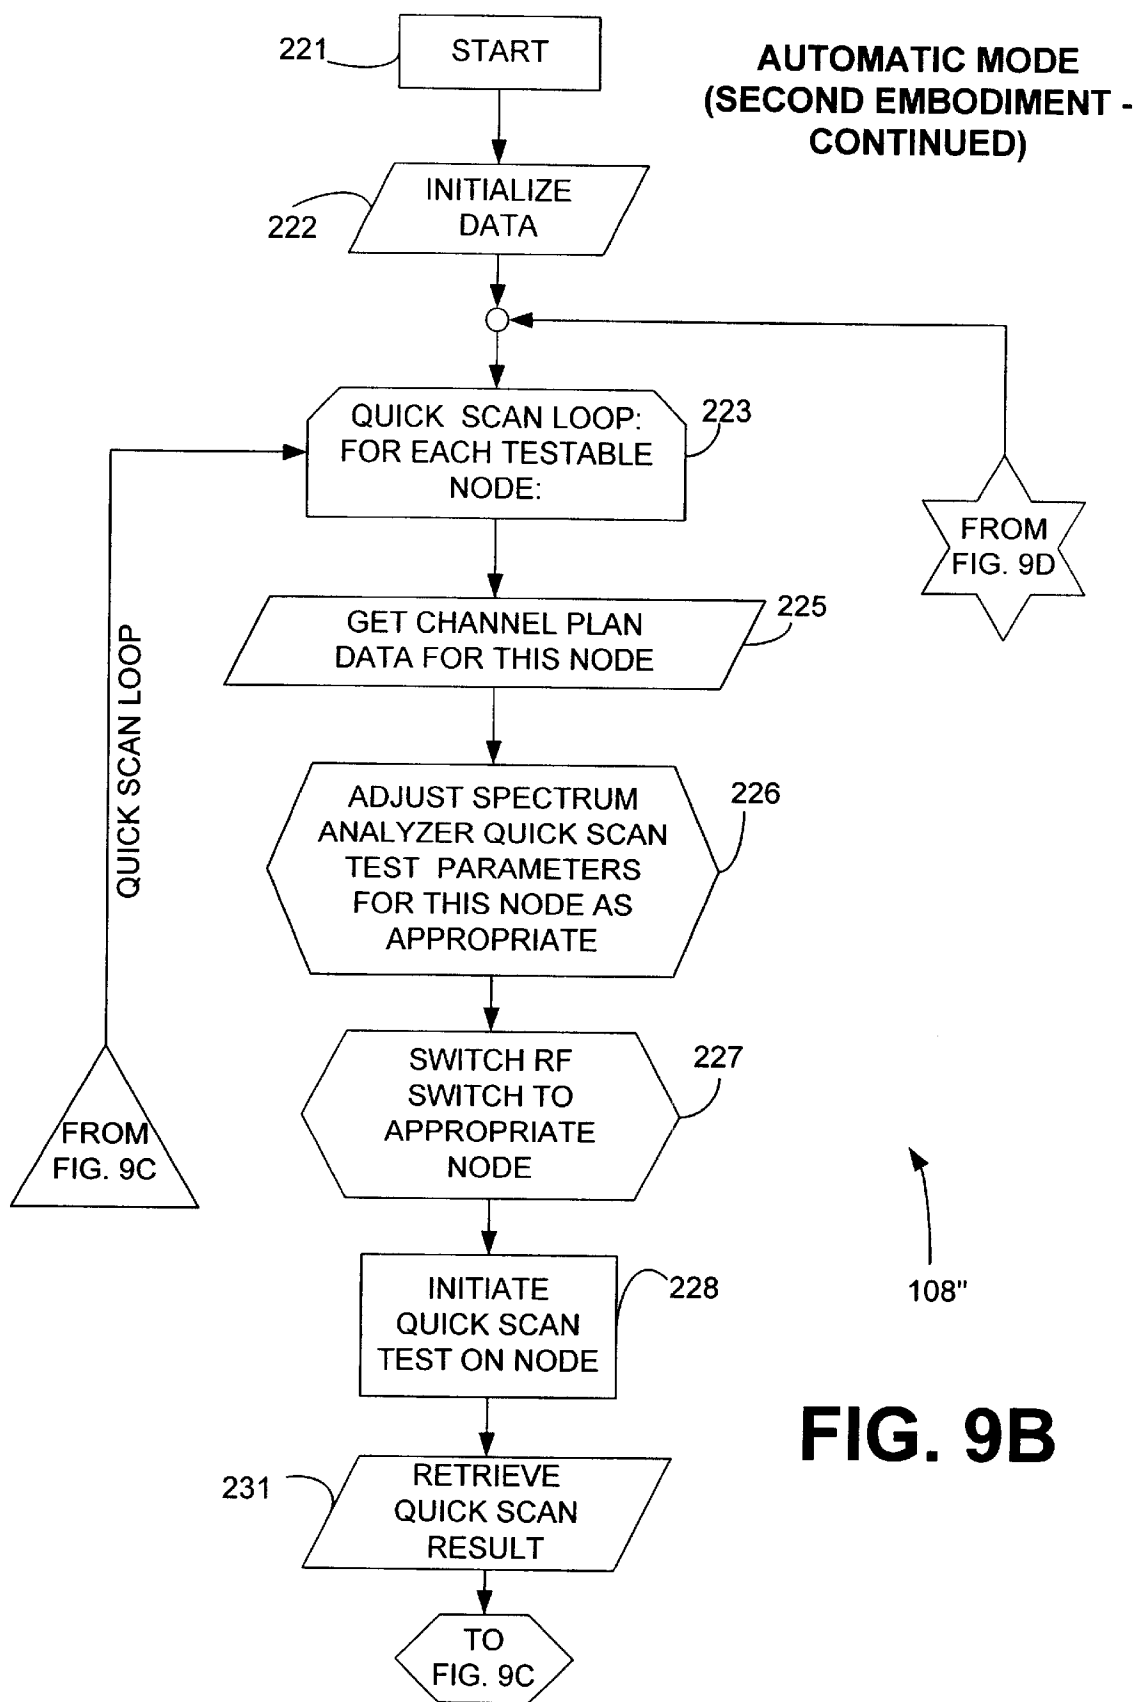 221
START
AUTOMATIC MODE
(SECOND EMBODIMENT -
CONTINUED)
222
INITIALIZE
DATA
QUICK SCAN LOOP:
FOR EACH TESTABLE
NODE:
223
FROM
FIG. 9D
GET CHANNEL PLAN
DATA FOR THIS NODE
225
QUICK SCAN LOOP
ADJUST SPECTRUM
ANALYZER QUICK SCAN
TEST PARAMETERS
FOR THIS NODE AS
APPROPRIATE
226
SWITCH RF
SWITCH TO
APPROPRIATE
NODE
227
FROM
FIG. 9C
INITIATE
QUICK SCAN
TEST ON NODE
228
108"
FIG. 9B
231
RETRIEVE
QUICK SCAN
RESULT
TO
FIG. 9C